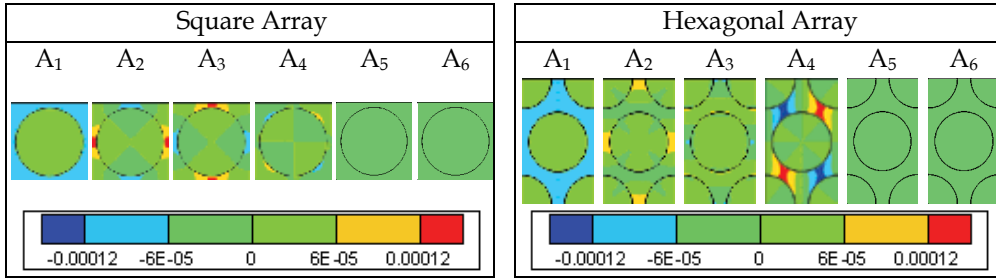 Square Array
A1 A2 A3 A4 A5 A6
-0.00012 -6E-05 0 6E-05 0.00012
Hexagonal Array
A1 A2 A3 A4 A5 A6
-0.00012 -6E-05 0 6E-05 0.00012